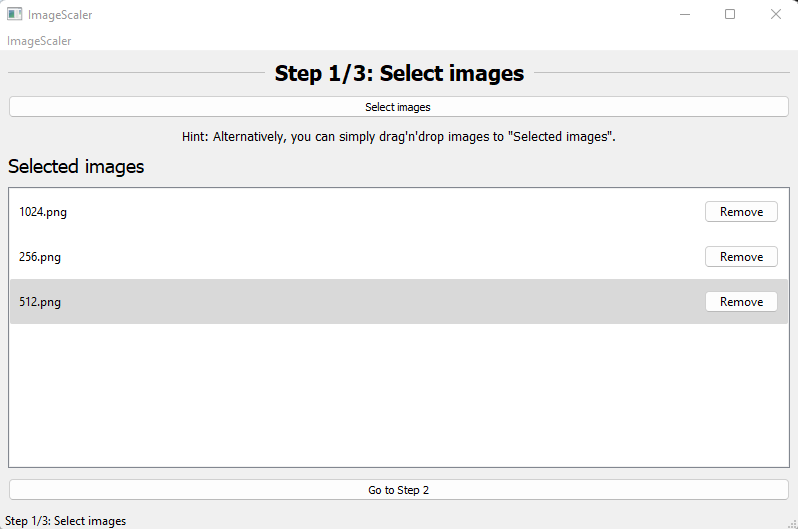 ImageScaler
ImageScaler
Step 1/3: Select images
Select images
Hint: Alternatively, you can simply drag'n'drop images to "Selected images".
Selected images
1024.png Remove
256.png Remove
512.png Remove
Go to Step 2
Step 1/3: Select images